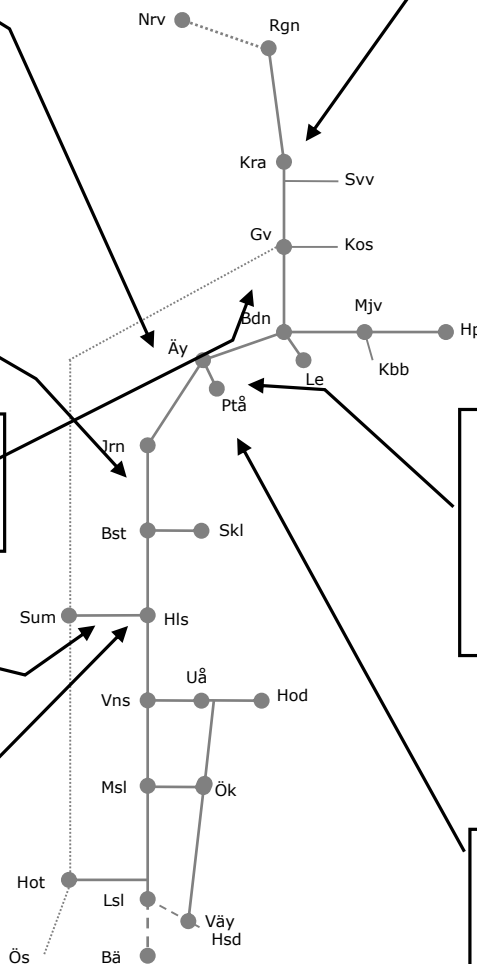 Nrv
Rgn
Kra
Svv
Gv
Kos
Bdn
Mjv
Hp
Äy
Le
Kbb
Ptå
Jrn
Bst
Skl
Sum
Hls
Uå
Vns
Hod
Msl
Ök
Hot
Lsl
Väy
Hsd
Ös
Bä